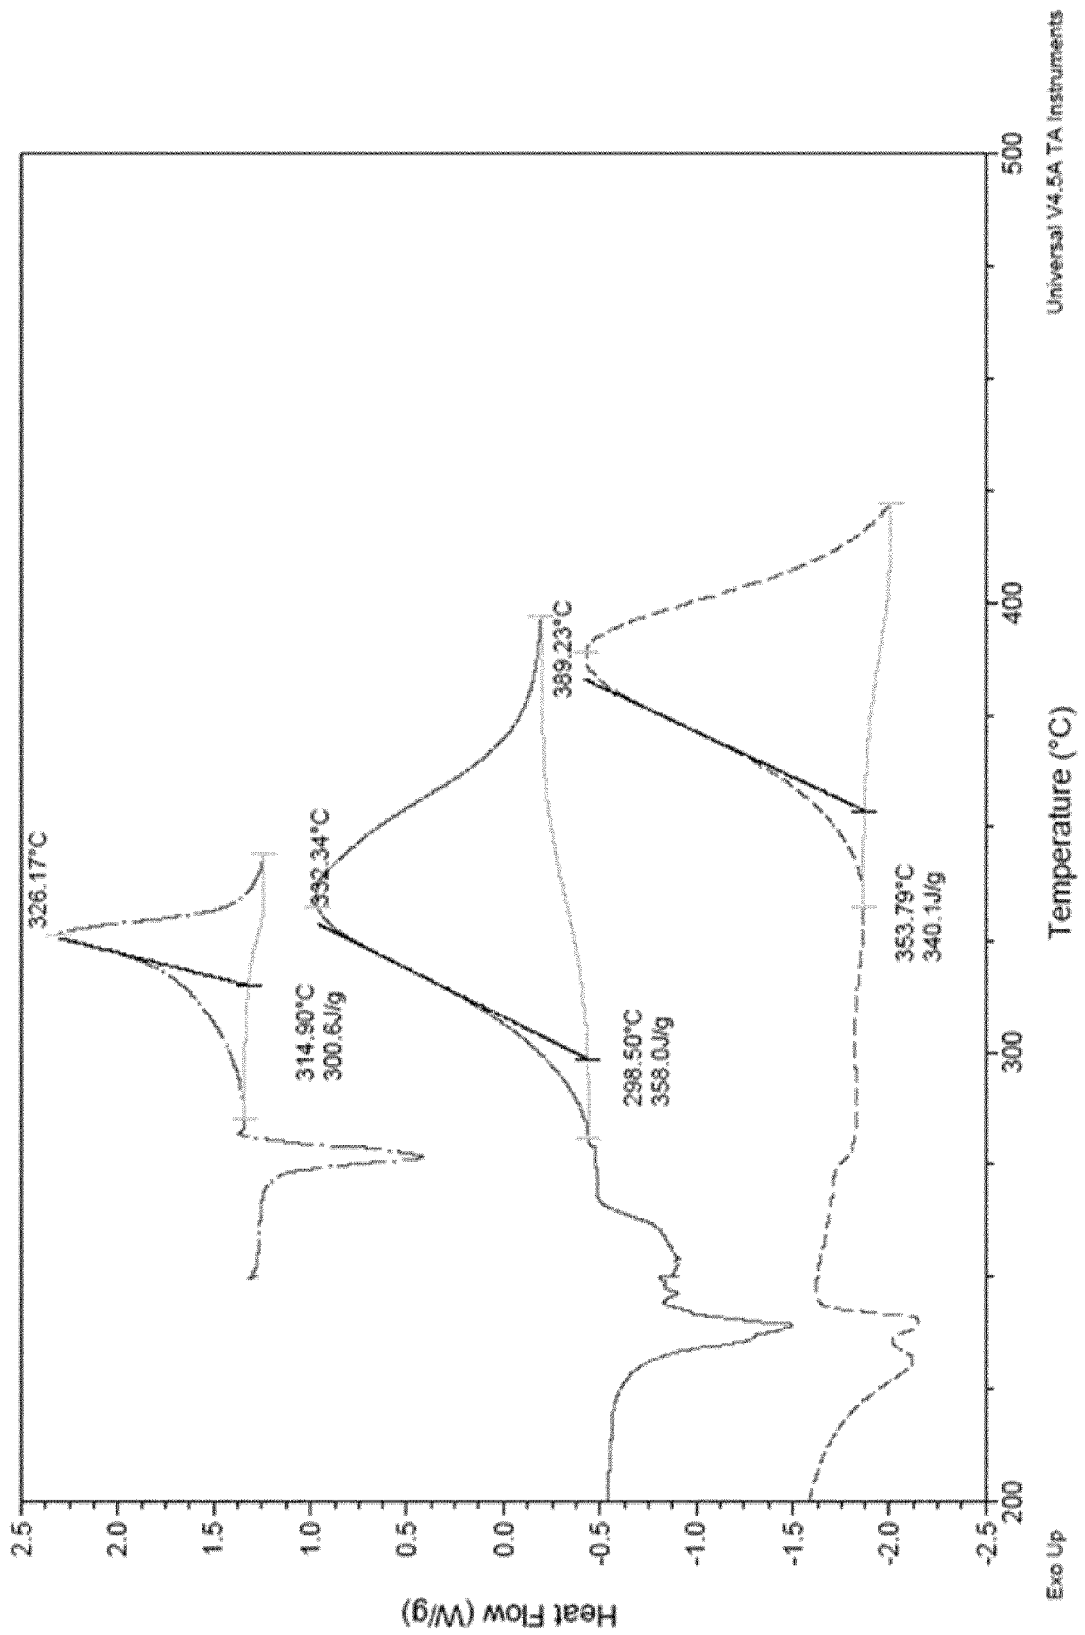 Heat Flow (W/g)
2.5
2.0
1.5
1.0
0.5
0.0
-0.5
-1.0
-1.5
-2.0
-2.5
326.17°C
314.90°C
300.6J/g
332.34°C
298.50°C
358.0J/g
389.23°C
353.79°C
340.1J/g
200
300
400
500
Exo Up
Temperature (°C)
Universal V4.5A TA Instruments